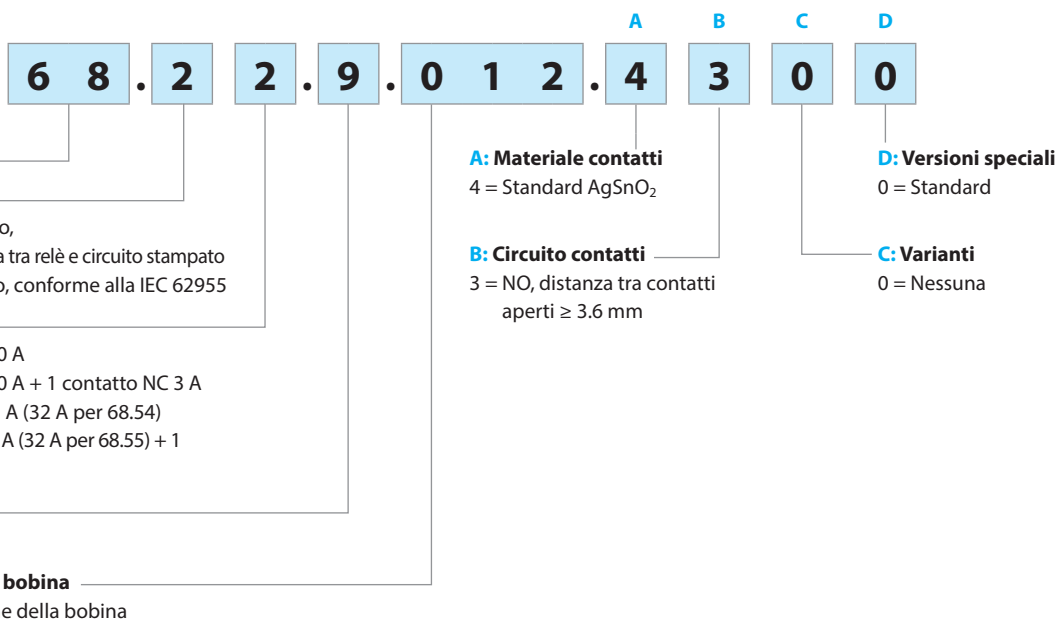 A B C D
6 8 . 2 2 . 9 . 0 1 2 . 4 3 0 0
A: Materiale contatti
4 = Standard AgSnO₂
B: Circuito contatti
3 = NO, distanza tra contatti
aperti ≥ 3.6 mm
D: Versioni speciali
0 = Standard
C: Varianti
0 = Nessuna
tra relè e circuito stampato
conforme alla IEC 62955
A
A + 1 contatto NC 3 A
A (32 A per 68.54)
A (32 A per 68.55) + 1
bobina
della bobina